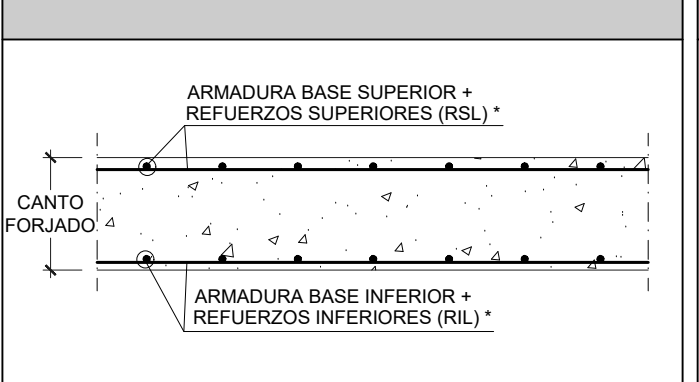 ARMADURA BASE SUPERIOR +
REFUERZOS SUPERIORES (RSL) *
CANTO
FORJADO
ARMADURA BASE INFERIOR +
REFUERZOS INFERIORES (RIL) *